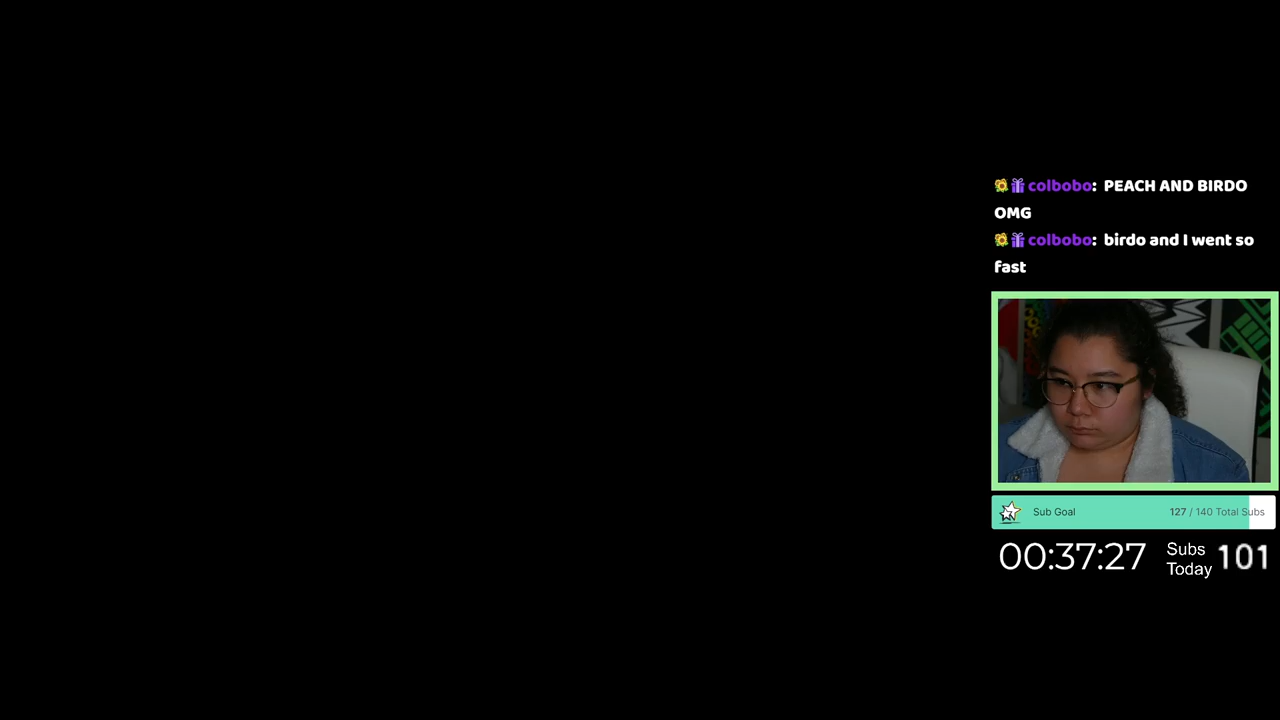 colbobo: PEACH AND BIRDO
OMG
colbobo: birdo and I went so
fast
Sub Goal
127 / 140 Total Subs
00:37:27
Subs
Today
101